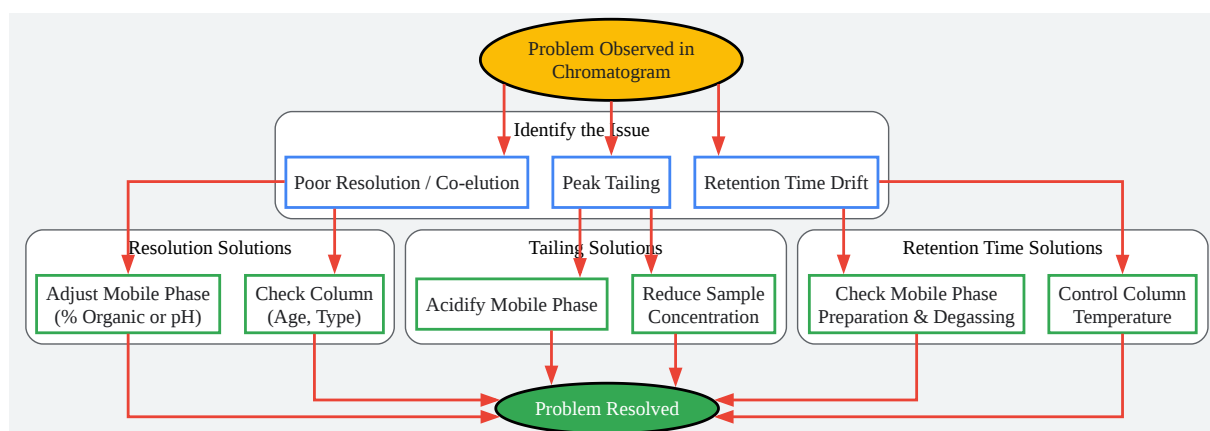 Problem Observed in
Chromatogram
Identify the Issue
Poor Resolution / Co-elution
Peak Tailing
Retention Time Drift
Resolution Solutions
Adjust Mobile Phase
(% Organic or pH)
Check Column
(Age, Type)
Tailing Solutions
Acidify Mobile Phase
Reduce Sample
Concentration
Retention Time Solutions
Check Mobile Phase
Preparation & Degassing
Control Column
Temperature
Problem Resolved